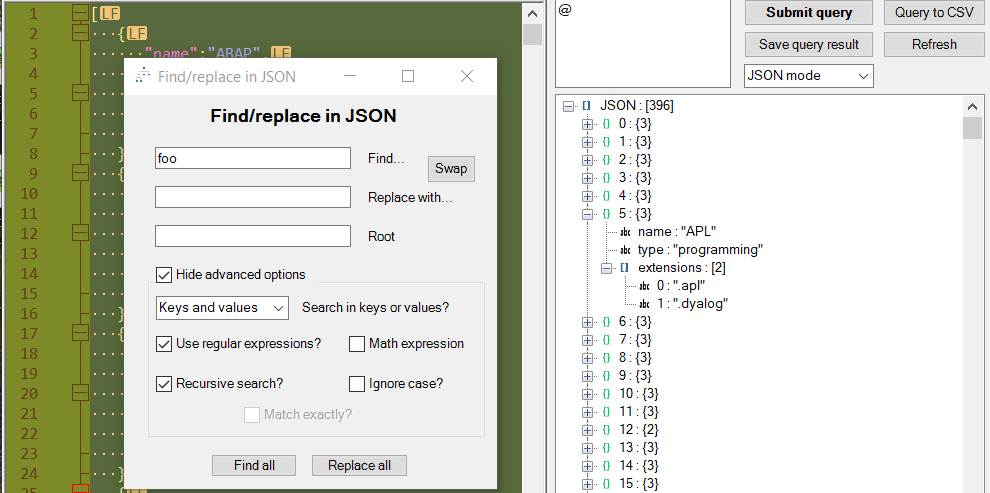 1 [LF
2 {LF
3 "name":"ABAP",LF
4
5
6
7
8 }
9 {
10
11
12
13
14
15
16 }
17 {
18
19
20
21
22
23
24 }
25 {LF
Find/replace in JSON
Find/replace in JSON
foo Find...
Swap
Replace with...
Root
Hide advanced options
Keys and values Search in keys or values?
Use regular expressions? Math expression
Recursive search? Ignore case?
Match exactly?
Find all Replace all
@
Submit query Query to CSV
Save query result Refresh
JSON mode
[] JSON : [396]
{} 0 : {3}
{} 1 : {3}
{} 2 : {3}
{} 3 : {3}
{} 4 : {3}
{} 5 : {3}
abc name : "APL"
abc type : "programming"
[] extensions : [2]
abc 0 : ".apl"
abc 1 : ".dyalog"
{} 6 : {3}
{} 7 : {3}
{} 8 : {3}
{} 9 : {3}
{} 10 : {3}
{} 11 : {3}
{} 12 : {2}
{} 13 : {3}
{} 14 : {3}
{} 15 : {3}